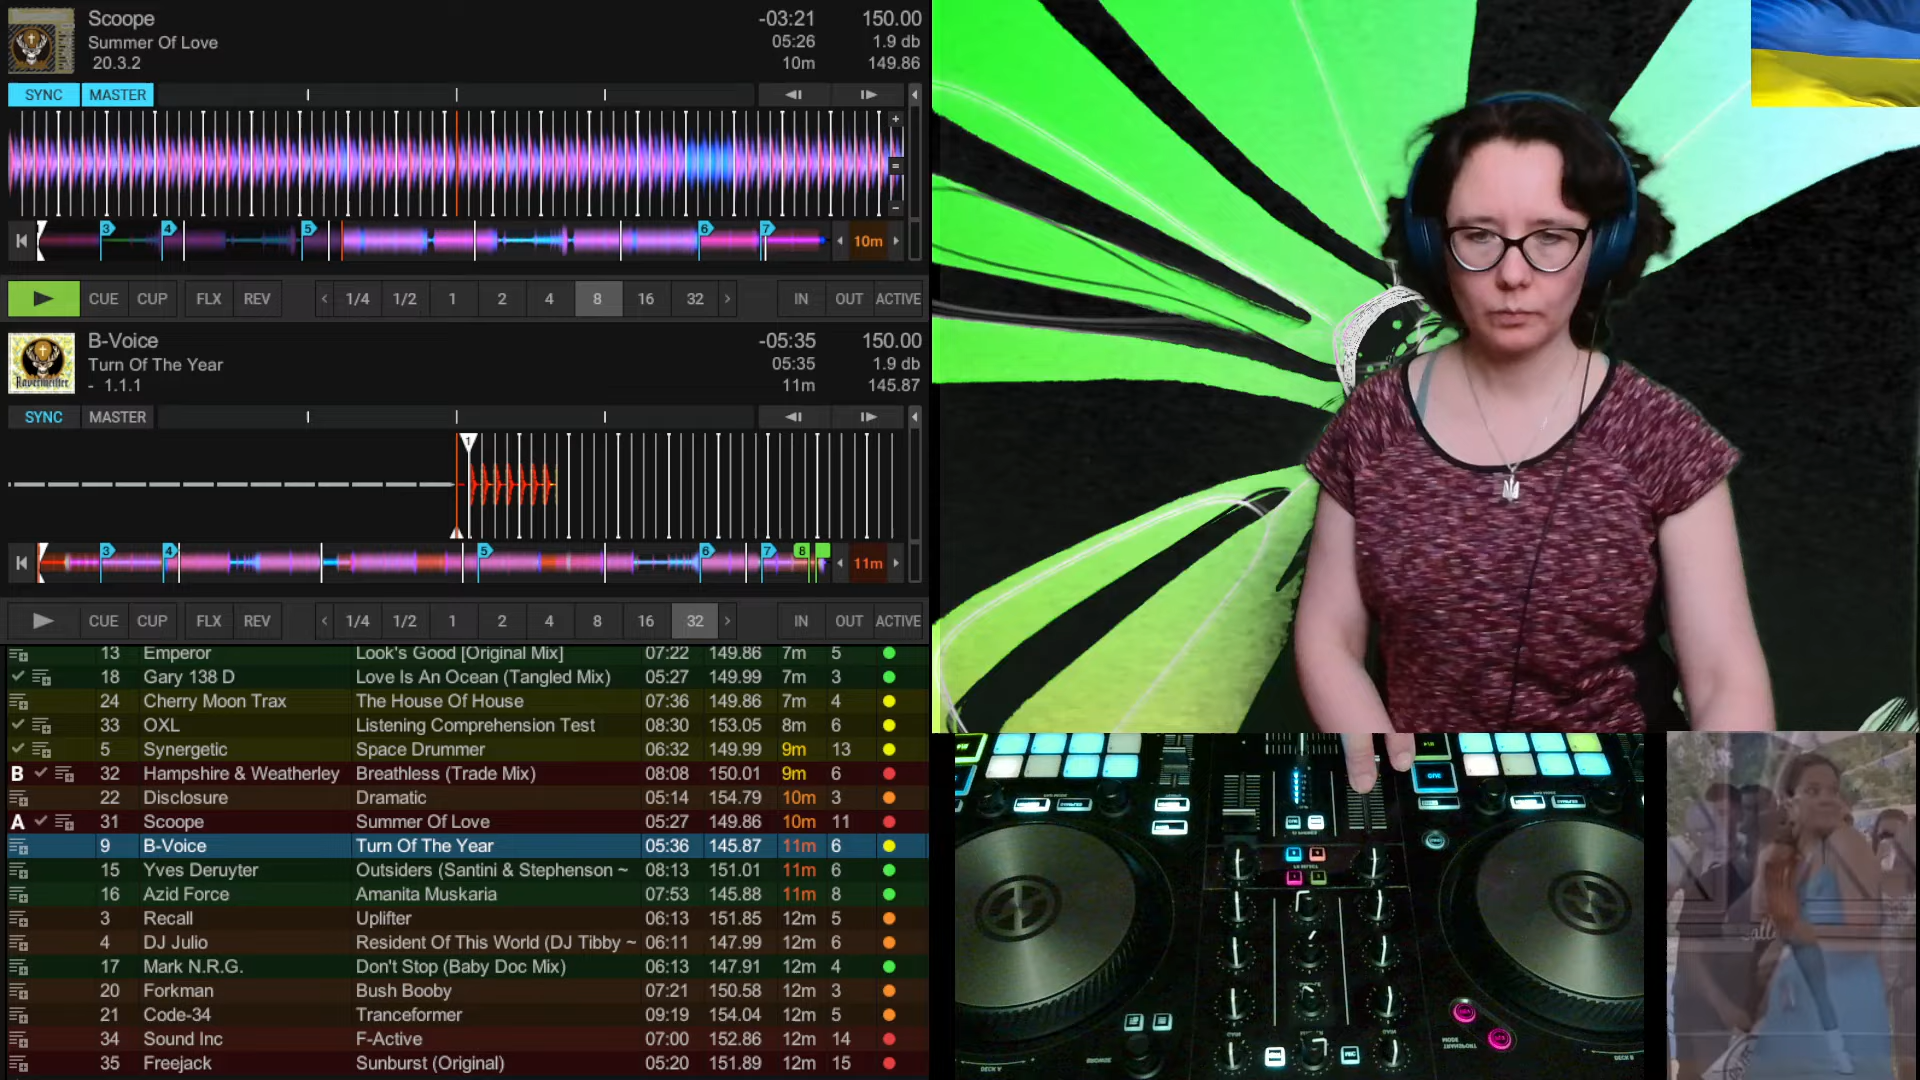 Scoope
Summer Of Love
20.3.2
-03:21 150.00
05:26 1.9 db
10m 149.86
SYNC MASTER
3 4 5 6 7
10m
CUE CUP FLX REV 1/4 1/2 1 2 4 8 16 32 IN OUT ACTIVE
B-Voice
Turn Of The Year
- 1.1.1
-05:35 150.00
05:35 1.9 db
11m 145.87
SYNC MASTER
1
3 4 5 6 7 8
11m
CUE CUP FLX REV 1/4 1/2 1 2 4 8 16 32 IN OUT ACTIVE
13 Emperor Look's Good [Original Mix] 07:22 149.86 7m 5
18 Gary 138 D Love Is An Ocean (Tangled Mix) 05:27 149.99 7m 3
24 Cherry Moon Trax The House Of House 07:36 149.86 7m 4
33 OXL Listening Comprehension Test 08:30 153.05 8m 6
5 Synergetic Space Drummer 06:32 149.99 9m 13
B 32 Hampshire & Weatherley Breathless (Trade Mix) 08:08 150.01 9m 6
22 Disclosure Dramatic 05:14 154.79 10m 3
A 31 Scoope Summer Of Love 05:27 149.86 10m 11
9 B-Voice Turn Of The Year 05:36 145.87 11m 6
15 Yves Deruyter Outsiders (Santini & Stephenson ~ 08:13 151.01 11m 6
16 Azid Force Amanita Muskaria 07:53 145.88 11m 8
3 Recall Uplifter 06:13 151.85 12m 5
4 DJ Julio Resident Of This World (DJ Tibby ~ 06:11 147.99 12m 6
17 Mark N.R.G. Don't Stop (Baby Doc Mix) 06:13 147.91 12m 4
20 Forkman Bush Booby 07:21 150.58 12m 3
21 Code-34 Tranceformer 09:19 154.04 12m 5
34 Sound Inc F-Active 07:00 152.86 12m 14
35 Freejack Sunburst (Original) 05:20 151.89 12m 15